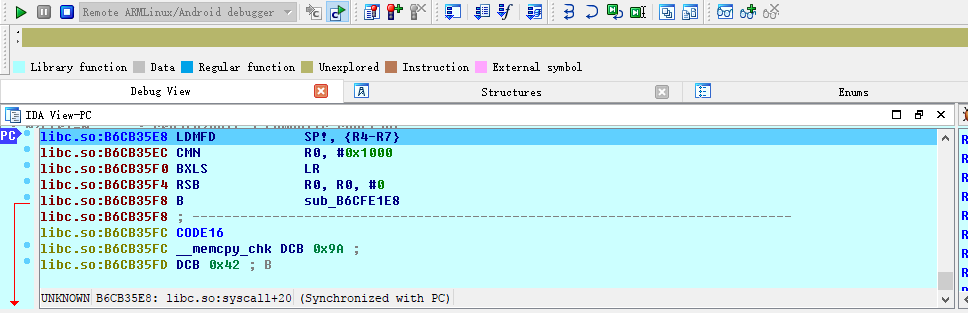 Remote ARMLinux/Android debugger
Library function Data Regular function Unexplored Instruction External symbol
Debug View Structures Enums
IDA View-PC
PC libc.so:B6CB35E8 LDMFD SP!, {R4-R7}
libc.so:B6CB35EC CMN R0, #0x1000
libc.so:B6CB35F0 BXLS LR
libc.so:B6CB35F4 RSB R0, R0, #0
libc.so:B6CB35F8 B sub_B6CFE1E8
libc.so:B6CB35F8 ; ---------------------------------------------------------------------------
libc.so:B6CB35FC CODE16
libc.so:B6CB35FC __memcpy_chk DCB 0x9A ;
libc.so:B6CB35FD DCB 0x42 ; B
UNKNOWN B6CB35E8: libc.so:syscall+20 (Synchronized with PC)